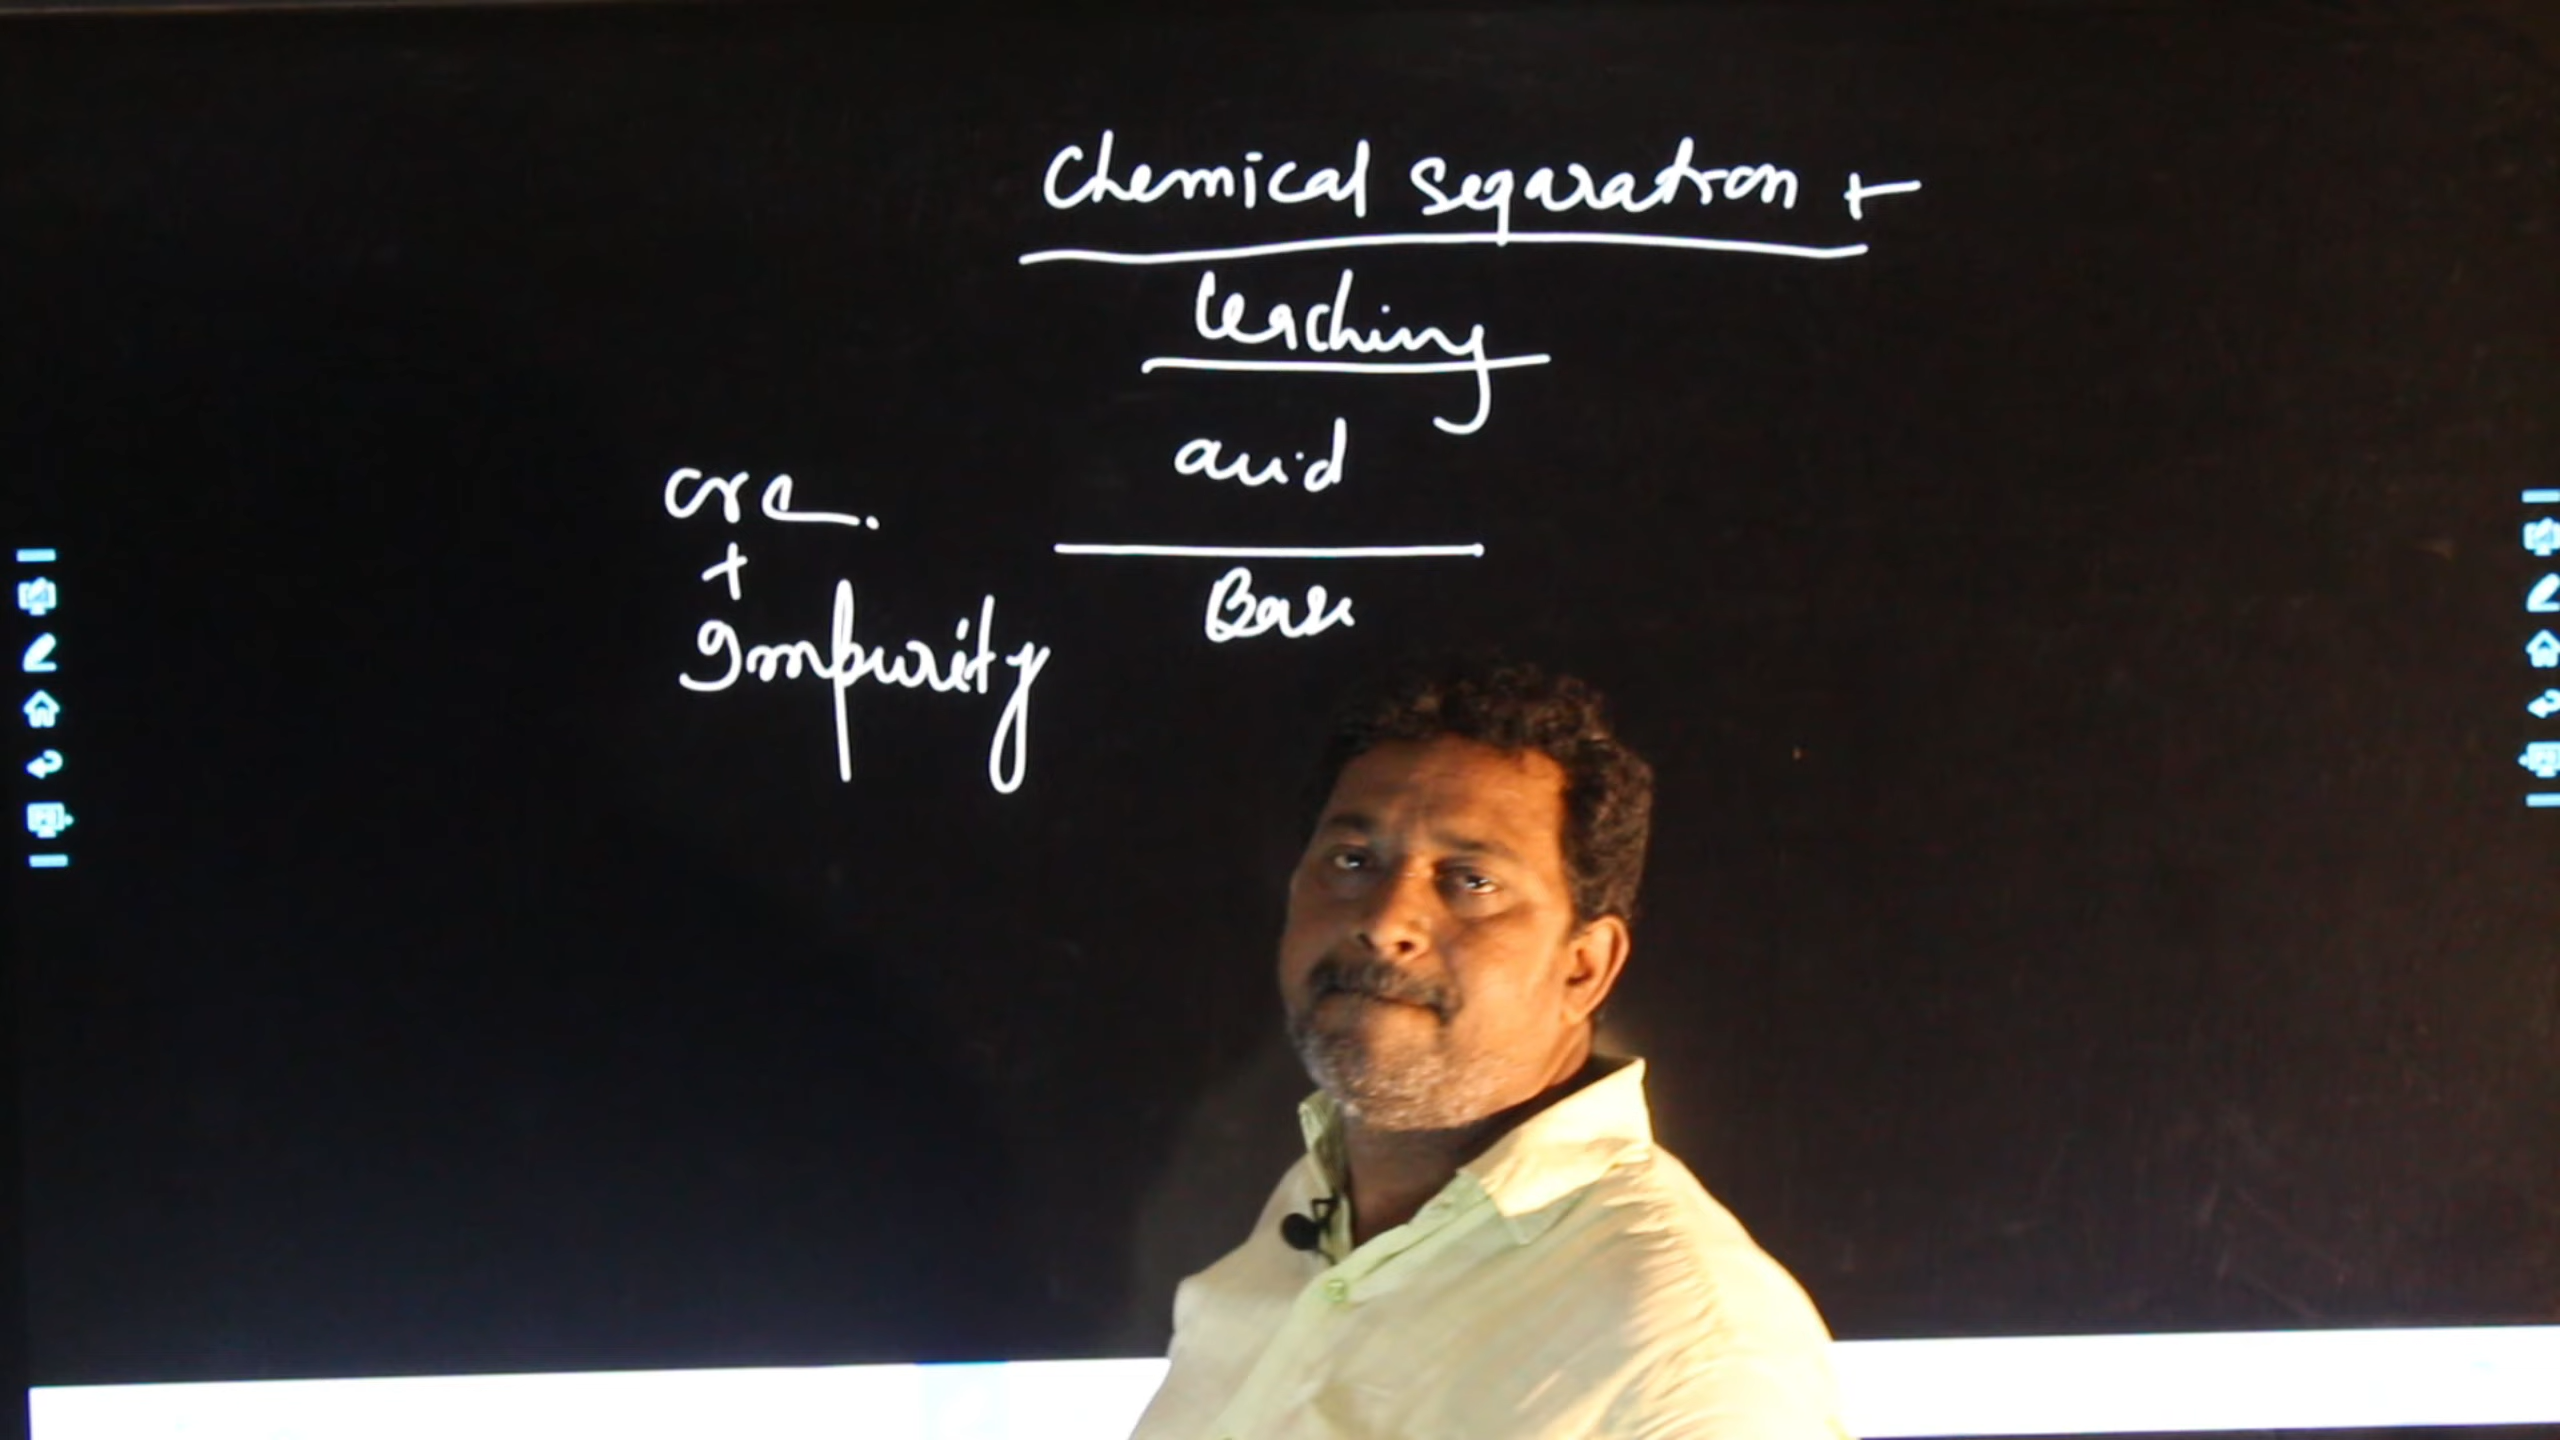 Chemical separation +
leaching
acid
ore.
+
Impurity
Base